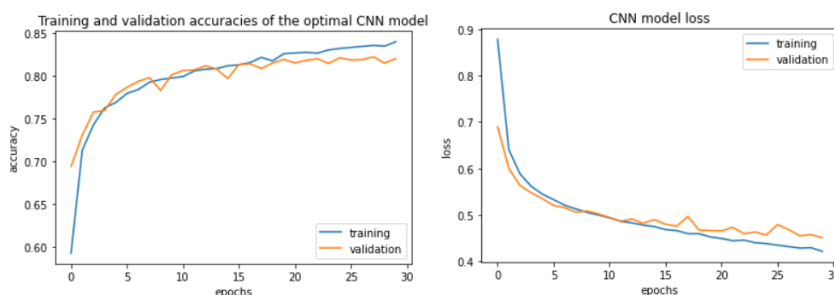 Training and validation accuracies of the optimal CNN model
0.85
0.80
0.75
0.70
0.65
0.60
accuracy
training
validation
0
5
10
15
20
25
30
epochs
CNN model loss
0.9
0.8
0.7
0.6
0.5
0.4
loss
training
validation
0
5
10
15
20
25
epochs